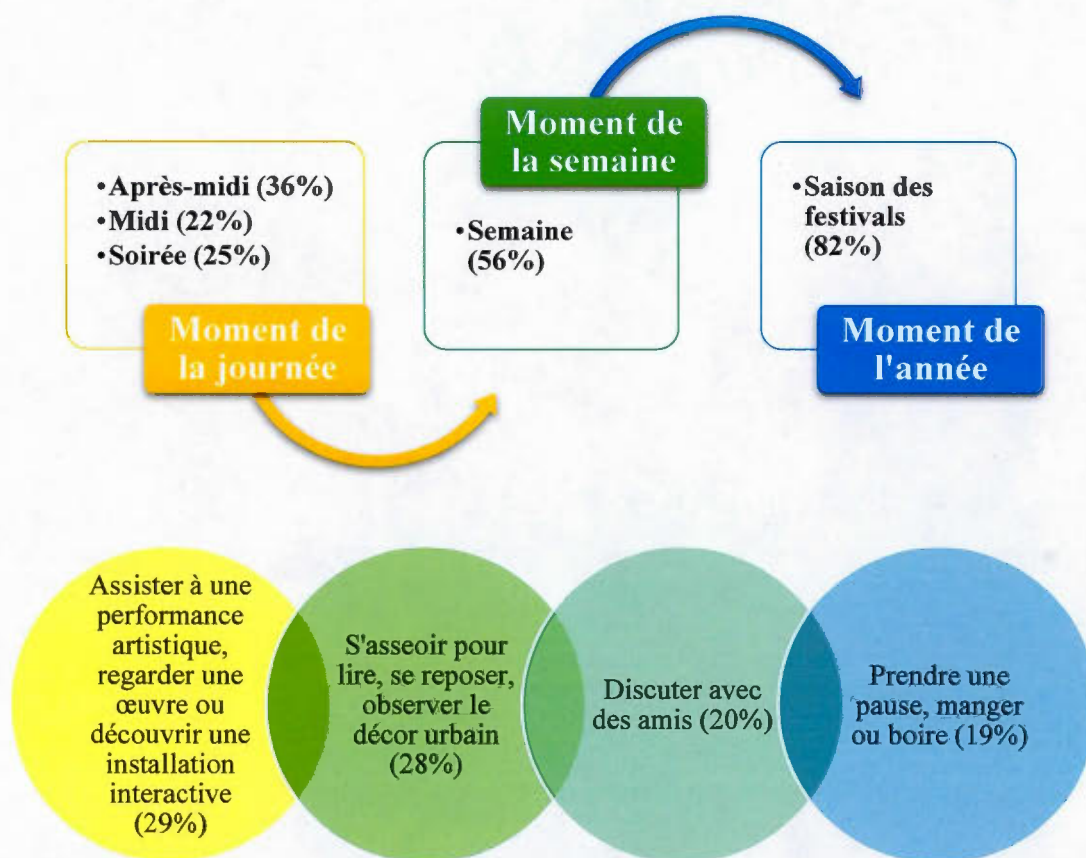 •Après-midi (36%)
•Midi (22%)
•Soirée (25%)
Moment de
la journée
Moment de
la semaine
•Semaine
(56%)
•Saison des
festivals
(82%)
Moment de
l'année
Assister à une
performance
artistique,
regarder une
œuvre ou
découvrir une
installation
interactive
(29%)
S'asseoir pour
lire, se reposer,
observer le
décor urbain
(28%)
Discuter avec
des amis (20%)
Prendre une
pause, manger
ou boire (19%)